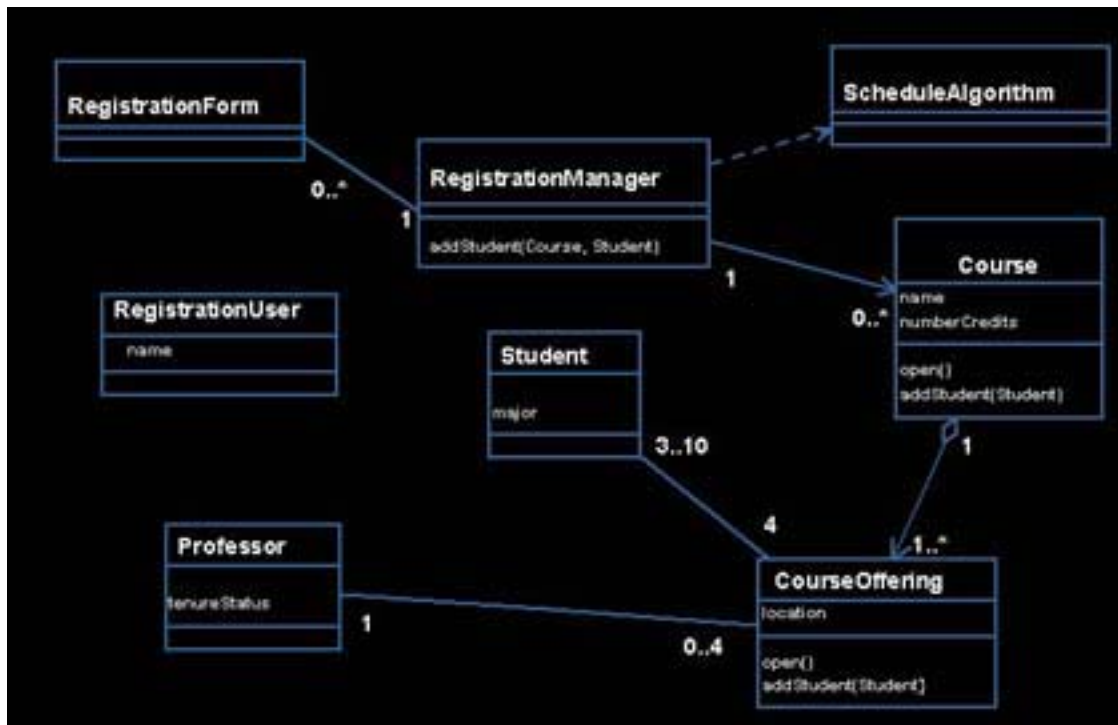 RegistrationForm
ScheduleAlgorithm
0..*
RegistrationManager
1
addStudent(Course, Student)
1
Course
0..*
name
numberCredits
open()
addStudent(Student)
1
RegistrationUser
name
Student
major
3..10
4
1..*
Professor
tenureStatus
1
0..4
CourseOffering
location
open()
addStudent(Student]